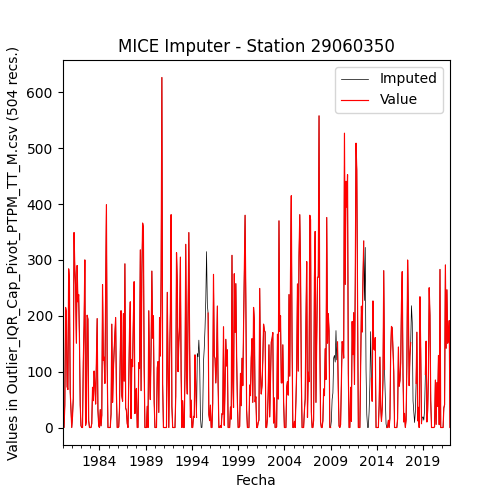 MICE Imputer - Station 29060350
Imputed
Value
Values in Outlier_IQR_Cap_Pivot_PTPM_TT_M.csv (504 recs.)
600
500
400
300
200
100
0
1984 1989 1994 1999 2004 2009 2014 2019
Fecha